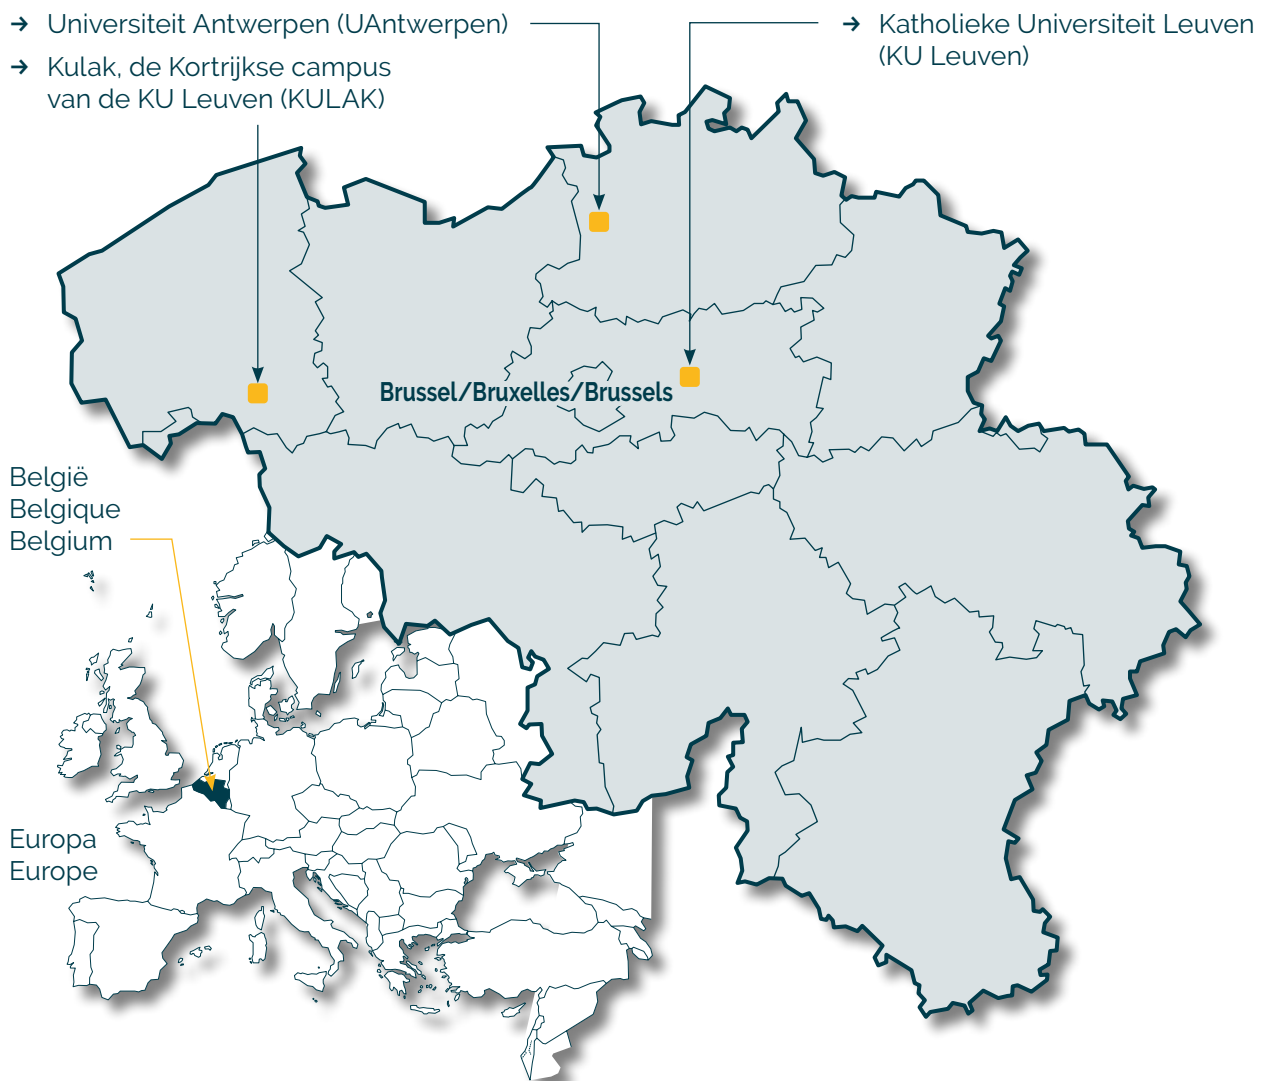 → Universiteit Antwerpen (UAntwerpen)
→ Kulak, de Kortrijkse campus
van de KU Leuven (KULAK)
→ Katholieke Universiteit Leuven
(KU Leuven)
Brussel/Bruxelles/Brussels
België
Belgique
Belgium
Europa
Europe